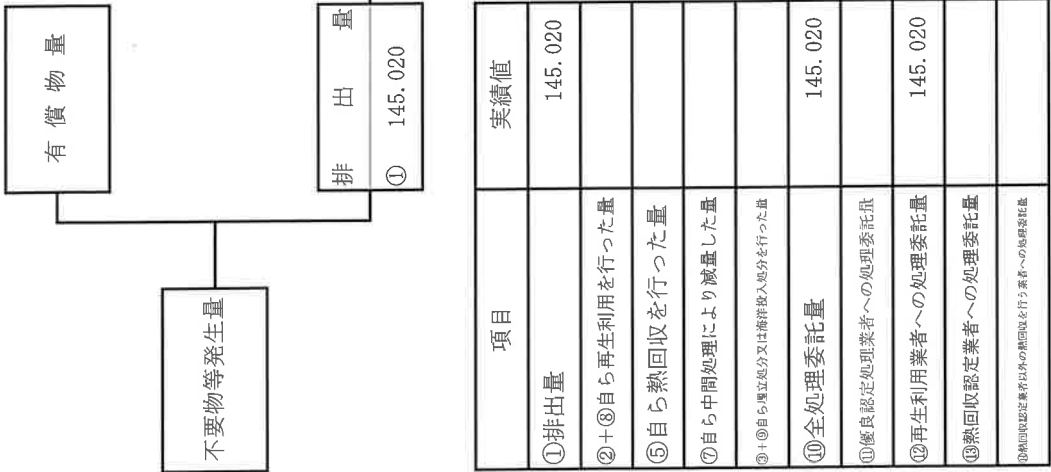 不要物等発生量
有償物量
排出量
① 145.020
項目 実績値
①排出量 145.020
②+⑧自ら再生利用を行った量
⑤自ら熱回収を行った量
⑦自ら中間処理により減量した量
③+⑨自ら埋立処分又は海洋投入処分を行った量
⑩全処理委託量 145.020
⑪優良認定処理業者への処理委託量
⑫再生利用業者への処理委託量 145.020
⑬熱回収認定業者への処理委託量
⑭熱回収認定業者以外の熱回収を行う業者への処理委託量